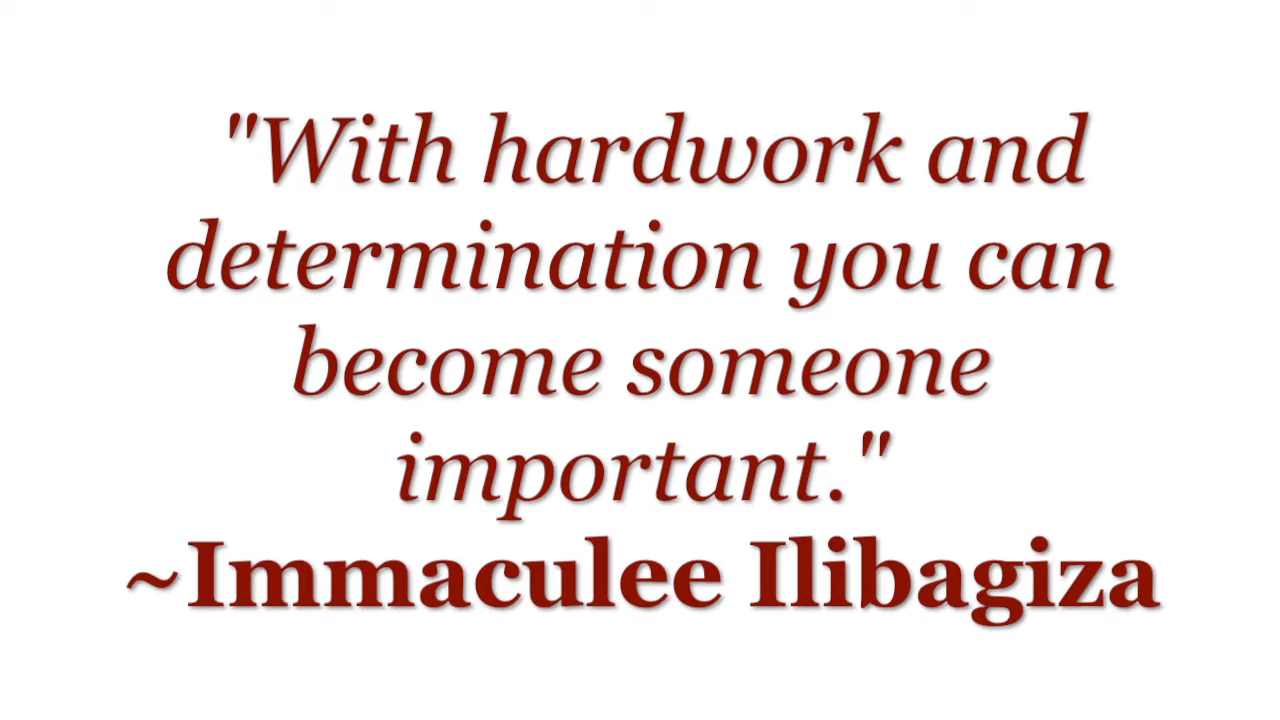 "With hardwork and
determination you can
become someone
important."
~Immaculee Ilibagiza